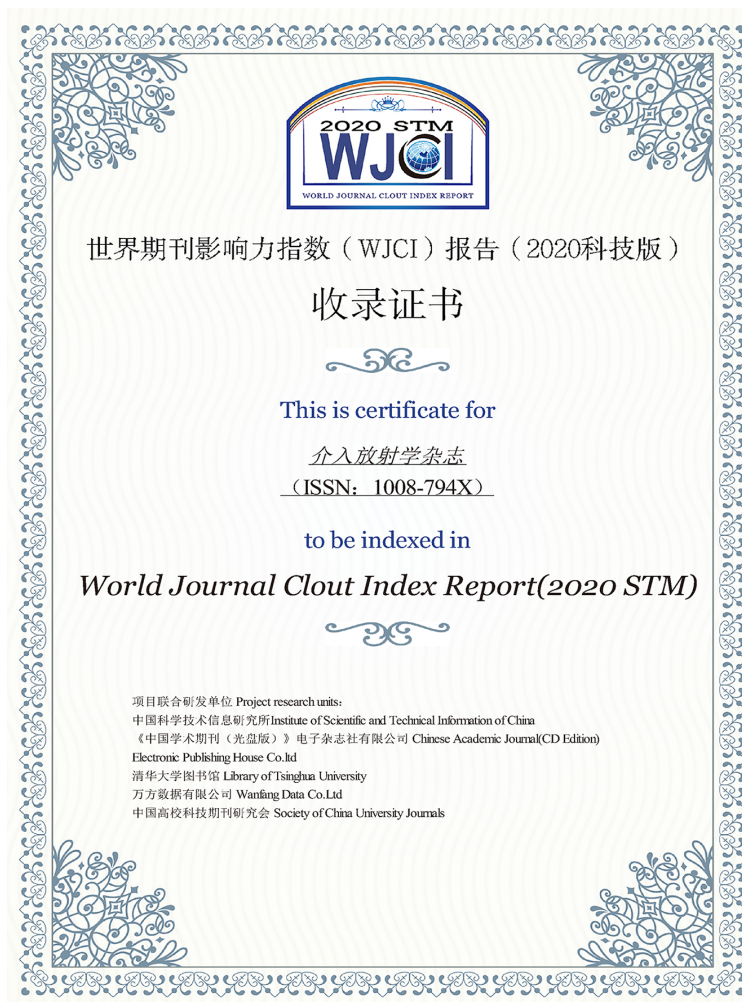 2020 STM
WJCI
WORLD JOURNAL CLOUT INDEX REPORT
世界期刊影响力指数（WJCI）报告（2020科技版）
收录证书
This is certificate for
介入放射学杂志
（ISSN：1008-794X）
to be indexed in
World Journal Clout Index Report(2020 STM)
项目联合研发单位 Project research units:
中国科学技术信息研究所Institute of Scientific and Technical Information of China
《中国学术期刊（光盘版）》电子杂志社有限公司 Chinese Academic Journal(CD Edition)
Electronic Publishing House Co.ltd
清华大学图书馆 Library of Tsinghua University
万方数据有限公司 Wanfang Data Co.Ltd
中国高校科技期刊研究会 Society of China University Journals